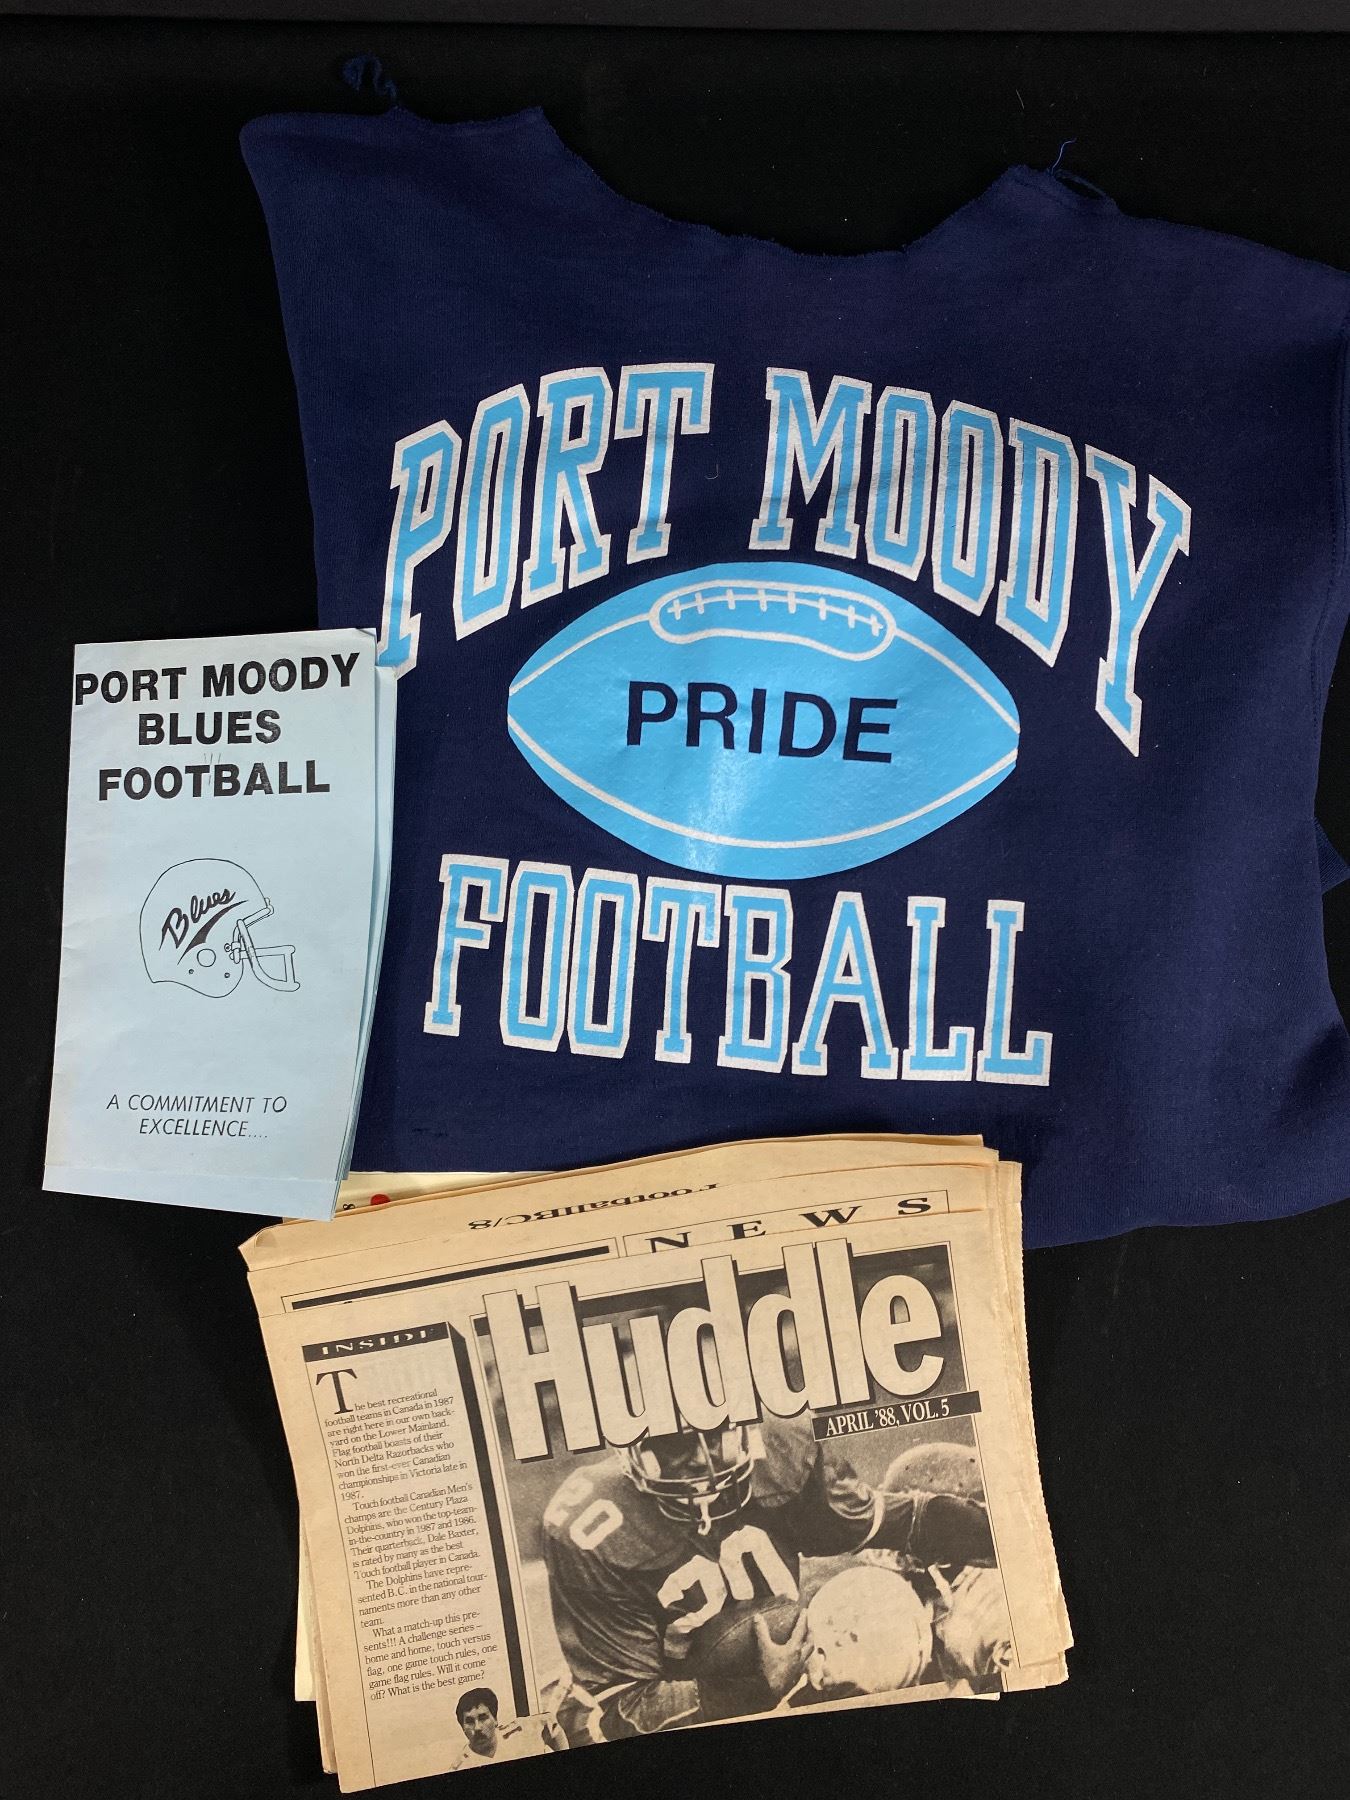 PORT MOODY
PRIDE
FOOTBALL
PORT MOODY
BLUES
FOOTBALL
Blues
A COMMITMENT TO
EXCELLENCE....
FootballBC/8
NEWS
Huddle
APRIL '88, VOL. 5
INSIDE
The best recreational
football teams in Canada in 1987
are right here in our own back-
yard on the Lower Mainland.
Flag football boasts of their
North Delta Razorbacks who
won the first-ever Canadian
championships in Victoria late in
1987.
Touch football Canadian Men's
champs are the Century Plaza
Dolphins, who won the top-team-
in-the-country in 1987 and 1986.
Their quarterback, Dale Baxter,
is rated by many as the best
Touch football player in Canada.
The Dolphins have repre-
sented B.C. in the national tour-
naments more than any other
team.
What a match-up this pre-
sents!!! A challenge series –
home and home, touch versus
flag, one game touch rules, one
game flag rules. Will it come
off? What is the best game?
20
20